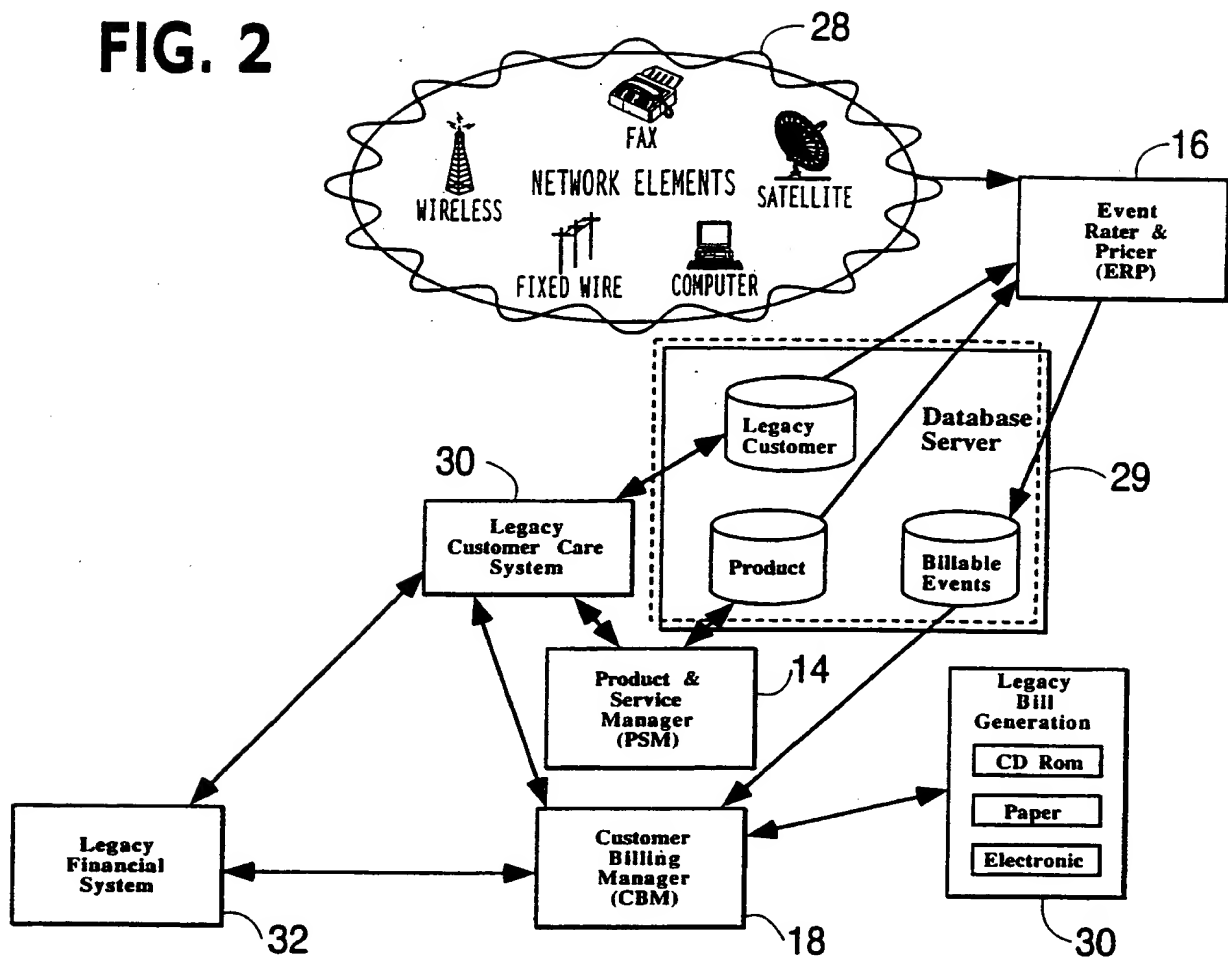 FIG. 2
28
FAX
WIRELESS
NETWORK ELEMENTS
SATELLITE
FIXED WIRE
COMPUTER
16
Event
Rater &
Pricer
(ERP)
Legacy
Customer
Database
Server
29
30
Legacy
Customer Care
System
Product
Billable
Events
Product &
Service
Manager
(PSM)
14
Legacy
Bill
Generation
CD Rom
Paper
Electronic
30
Legacy
Financial
System
32
Customer
Billing
Manager
(CBM)
18